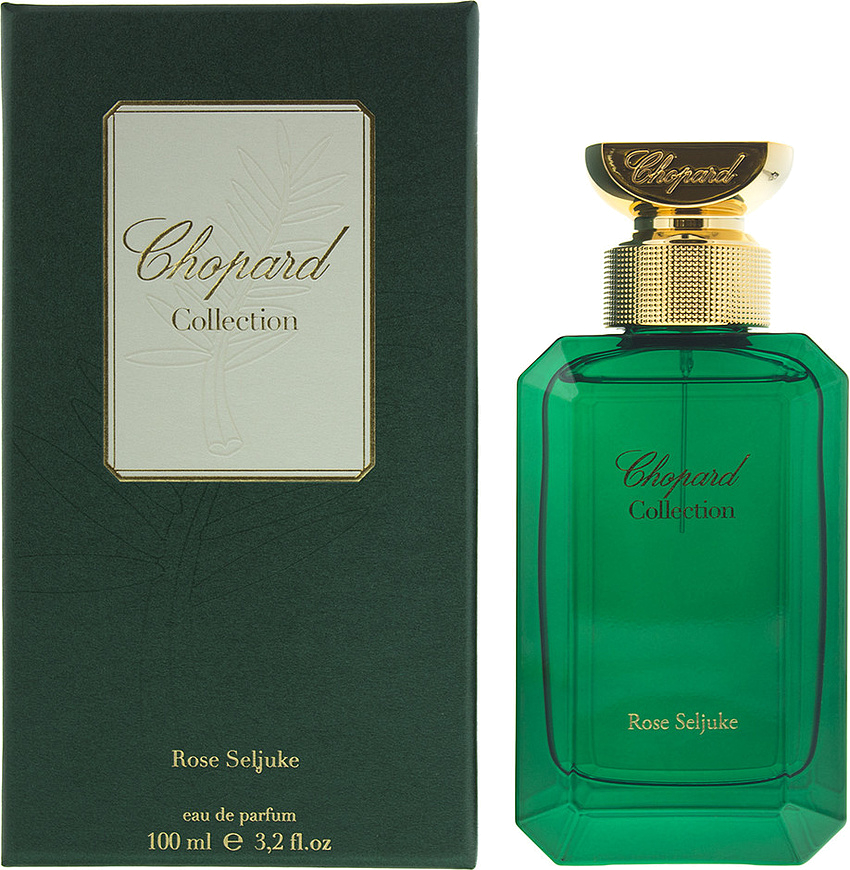 Chopard
Collection
Rose Seljuke
eau de parfum
100 ml ℮ 3,2 fl.oz
Chopard
Chopard
Collection
Rose Seljuke